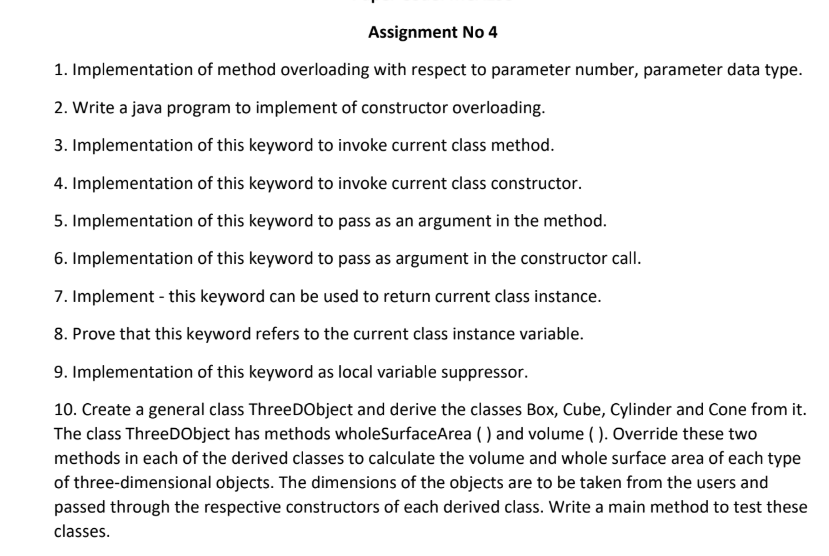 Assignment No 4
1. Implementation of method overloading with respect to parameter number, parameter data type.
2. Write a java program to implement of constructor overloading.
3. Implementation of this keyword to invoke current class method.
4. Implementation of this keyword to invoke current class constructor.
5. Implementation of this keyword to pass as an argument in the method.
6. Implementation of this keyword to pass as argument in the constructor call.
7. Implement - this keyword can be used to return current class instance.
8. Prove that this keyword refers to the current class instance variable.
9. Implementation of this keyword as local variable suppressor.
10. Create a general class ThreeDObject and derive the classes Box, Cube, Cylinder and Cone from it.
The class ThreeDObject has methods wholeSurfaceArea ( ) and volume ( ). Override these two
methods in each of the derived classes to calculate the volume and whole surface area of each type
of three-dimensional objects. The dimensions of the objects are to be taken from the users and
passed through the respective constructors of each derived class. Write a main method to test these
classes.